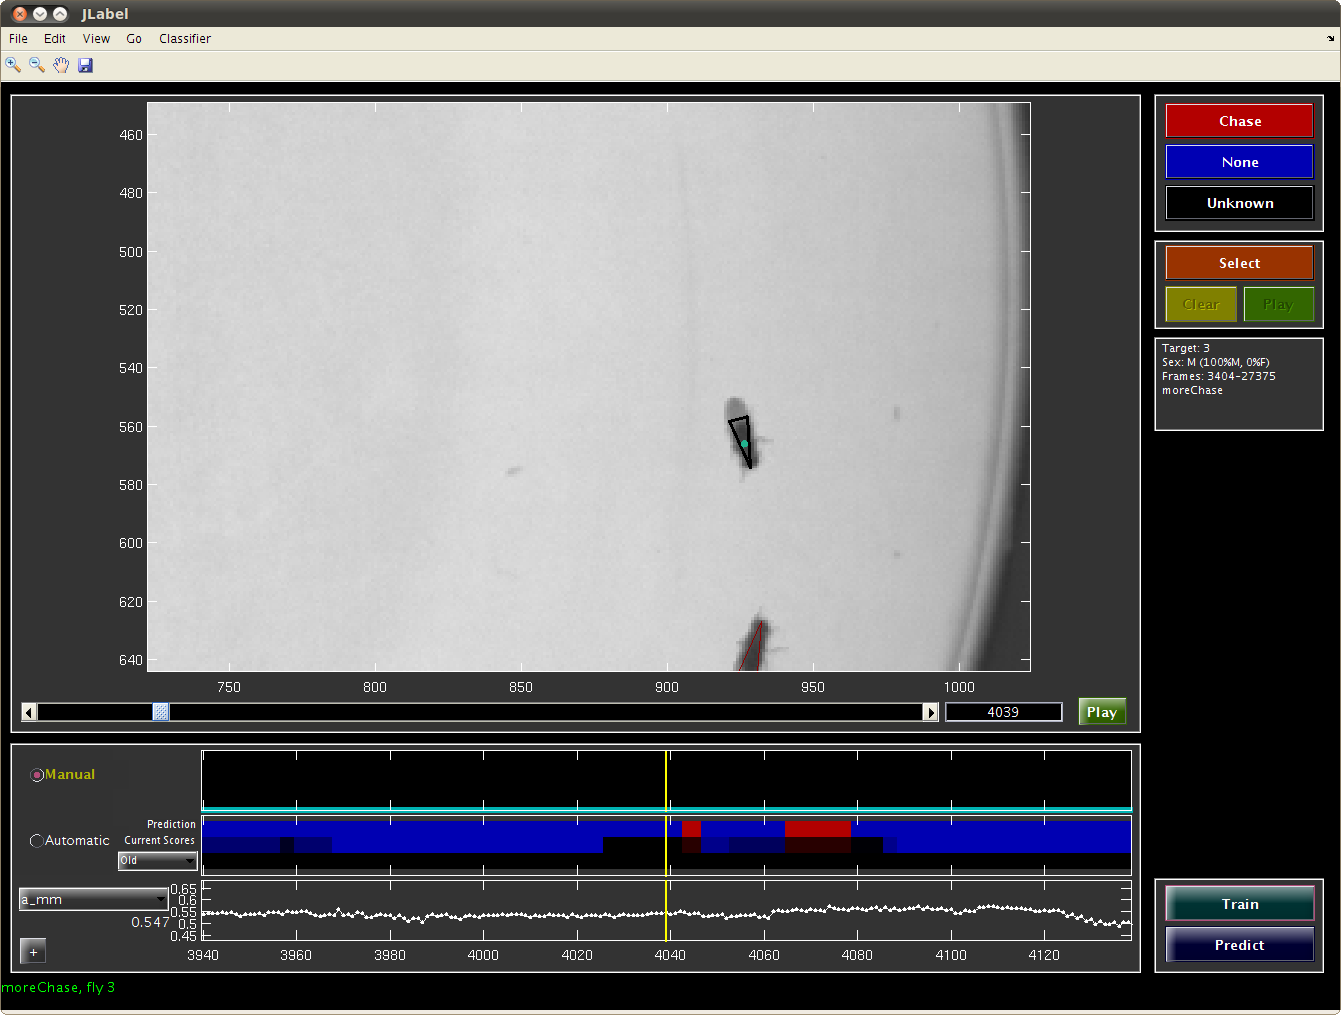 JLabel
File Edit View Go Classifier
460
480
500
520
540
560
580
600
620
640
750 800 850 900 950 1000
4039
Play
Chase
None
Unknown
Select
Clear Play
Target: 3
Sex: M (100%M, 0%F)
Frames: 3404-27375
moreChase
Manual
Prediction
Automatic Current Scores
Old
a_mm
0.547
0.65
0.6
0.55
0.5
0.45
+
3940 3960 3980 4000 4020 4040 4060 4080 4100 4120
Train
Predict
moreChase, fly 3